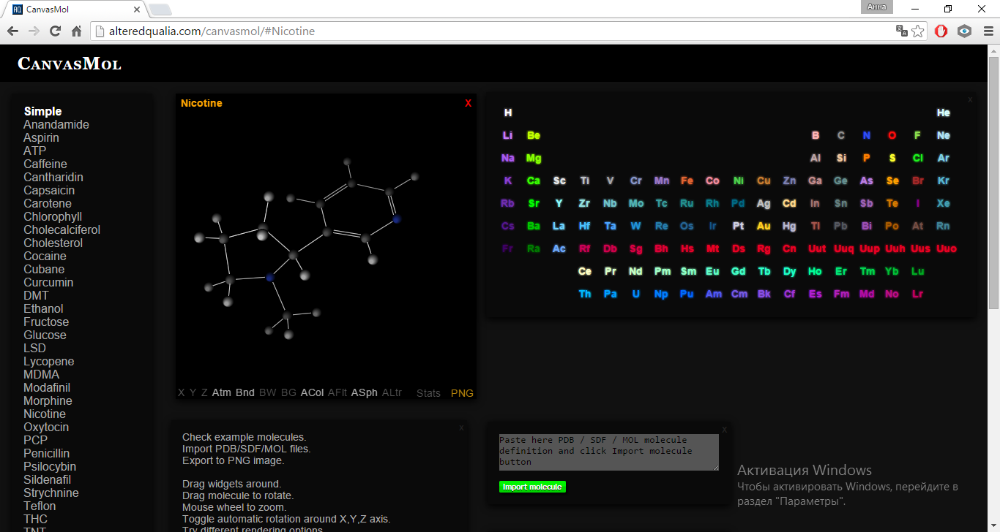 CanvasMol
Анна
alteredqualia.com/canvasmol/#Nicotine
CanvasMol
Simple
Anandamide
Aspirin
ATP
Caffeine
Cantharidin
Capsaicin
Carotene
Chlorophyll
Cholecalciferol
Cholesterol
Cocaine
Cubane
Curcumin
DMT
Ethanol
Fructose
Glucose
LSD
Lycopene
MDMA
Modafinil
Morphine
Nicotine
Oxytocin
PCP
Penicillin
Psilocybin
Sildenafil
Strychnine
Teflon
THC
TNT
Nicotine X
X Y Z Atm Bnd BW BG ACol AFlt ASph ALtr Stats PNG
x
H He
Li Be B C N O F Ne
Na Mg Al Si P S Cl Ar
K Ca Sc Ti V Cr Mn Fe Co Ni Cu Zn Ga Ge As Se Br Kr
Rb Sr Y Zr Nb Mo Tc Ru Rh Pd Ag Cd In Sn Sb Te I Xe
Cs Ba La Hf Ta W Re Os Ir Pt Au Hg Tl Pb Bi Po At Rn
Fr Ra Ac Rf Db Sg Bh Hs Mt Ds Rg Cn Uut Uuq Uup Uuh Uus Uuo
Ce Pr Nd Pm Sm Eu Gd Tb Dy Ho Er Tm Yb Lu
Th Pa U Np Pu Am Cm Bk Cf Es Fm Md No Lr
x
Check example molecules.
Import PDB/SDF/MOL files.
Export to PNG image.
Drag widgets around.
Drag molecule to rotate.
Mouse wheel to zoom.
Toggle automatic rotation around X,Y,Z axis.
Try different rendering options.
x
Paste here PDB / SDF / MOL molecule
definition and click Import molecule
button
Import molecule
Активация Windows
Чтобы активировать Windows, перейдите в
раздел "Параметры".